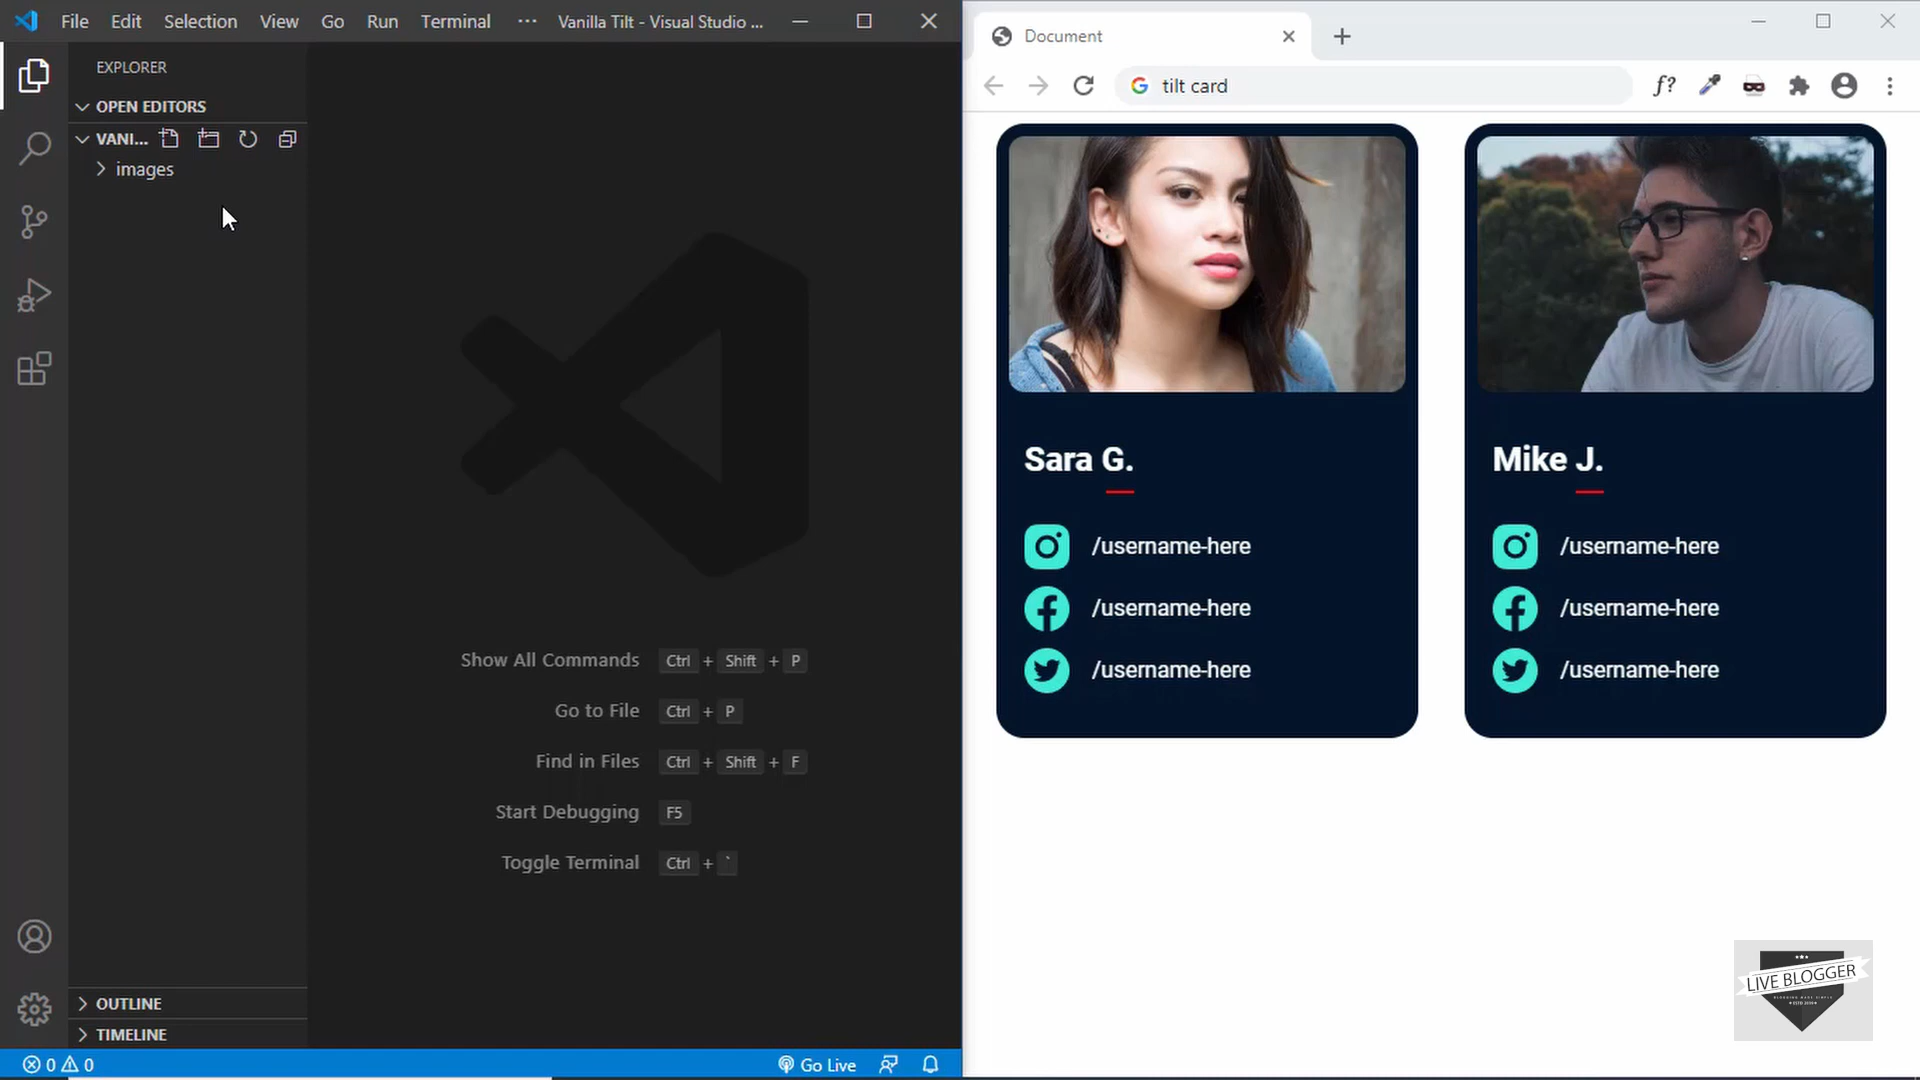 File Edit Selection View Go Run Terminal ··· Vanilla Tilt - Visual Studio ...
EXPLORER
OPEN EDITORS
VANI...
images
Show All Commands Ctrl + Shift + P
Go to File Ctrl + P
Find in Files Ctrl + Shift + F
Start Debugging F5
Toggle Terminal Ctrl + `
OUTLINE
TIMELINE
0 0 Go Live
Document
tilt card f?
Sara G.
/username-here
/username-here
/username-here
Mike J.
/username-here
/username-here
/username-here
LIVE BLOGGER